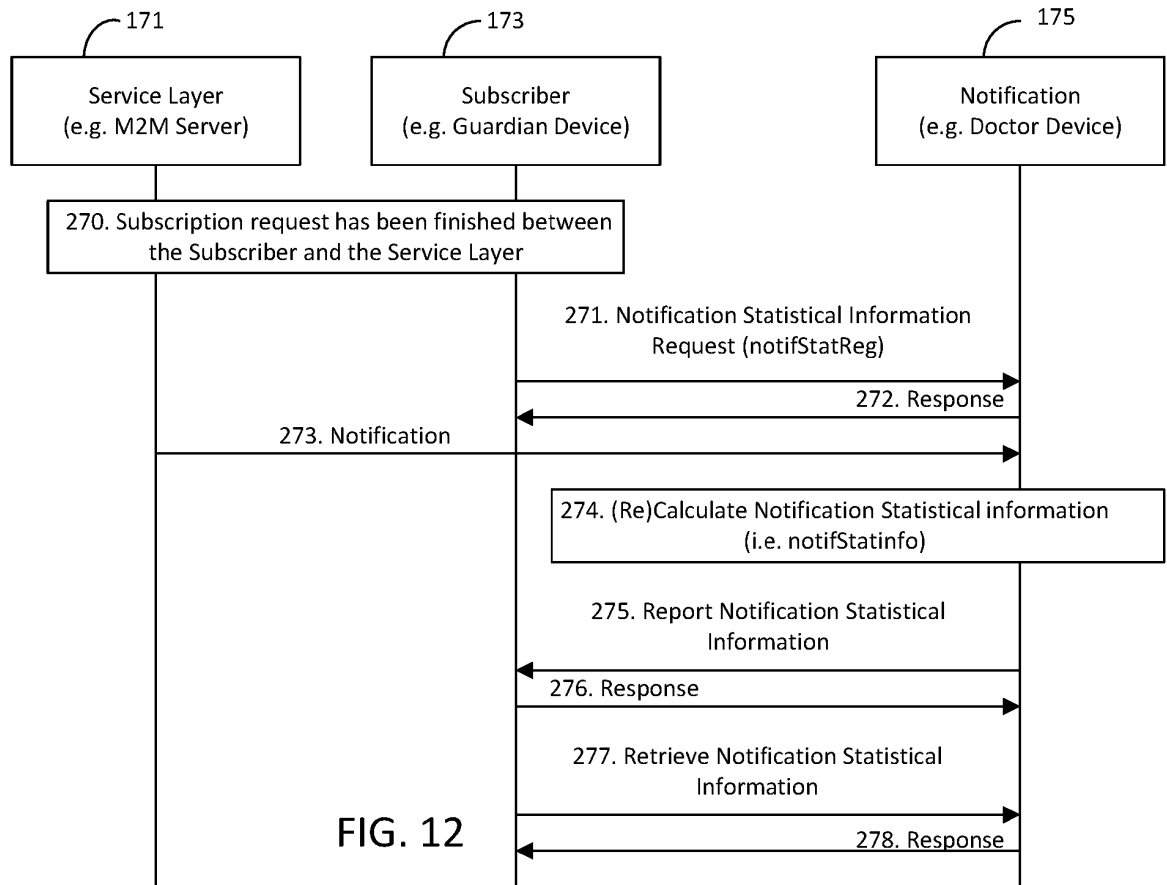 171
173
175
Service Layer
(e.g. M2M Server)
Subscriber
(e.g. Guardian Device)
Notification
(e.g. Doctor Device)
270. Subscription request has been finished between
the Subscriber and the Service Layer
271. Notification Statistical Information
Request (notifStatReg)
272. Response
273. Notification
274. (Re)Calculate Notification Statistical information
(i.e. notifStatinfo)
275. Report Notification Statistical
Information
276. Response
277. Retrieve Notification Statistical
Information
278. Response
FIG. 12